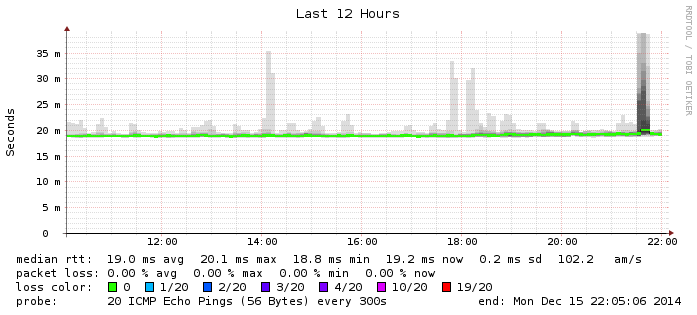 Last 12 Hours
RRDTOOL / TOBI OETIKER
Seconds
35 m
30 m
25 m
20 m
15 m
10 m
5 m
0
12:00 14:00 16:00 18:00 20:00 22:00
median rtt: 19.0 ms avg 20.1 ms max 18.8 ms min 19.2 ms now 0.2 ms sd 102.2 am/s
packet loss: 0.00 % avg 0.00 % max 0.00 % min 0.00 % now
loss color: 0 1/20 2/20 3/20 4/20 10/20 19/20
probe: 20 ICMP Echo Pings (56 Bytes) every 300s end: Mon Dec 15 22:05:06 2014